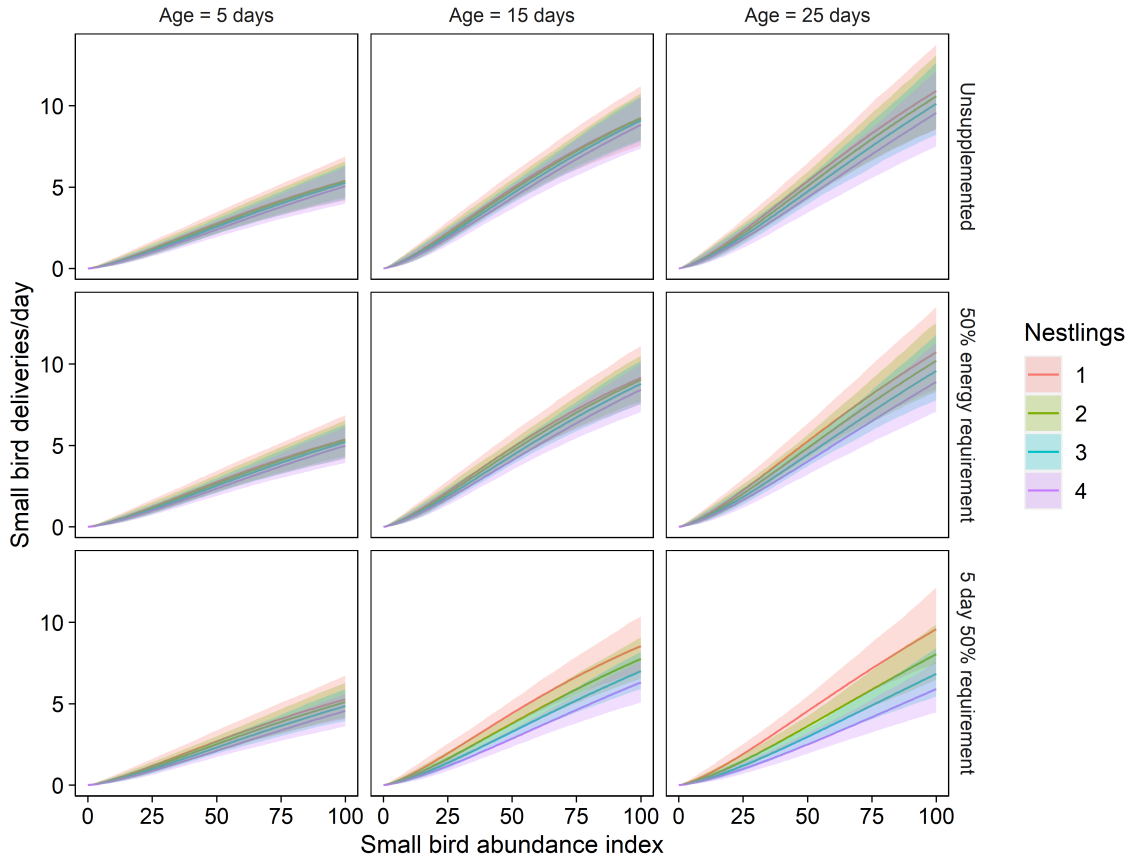 Age = 5 days
Age = 15 days
Age = 25 days
10
5
0
Unsupplemented
10
5
0
50% energy requirement
10
5
0
5 day 50% requirement
0 25 50 75 100
0 25 50 75 100
0 25 50 75 100
Small bird abundance index
Small bird deliveries/day
Nestlings
1
2
3
4